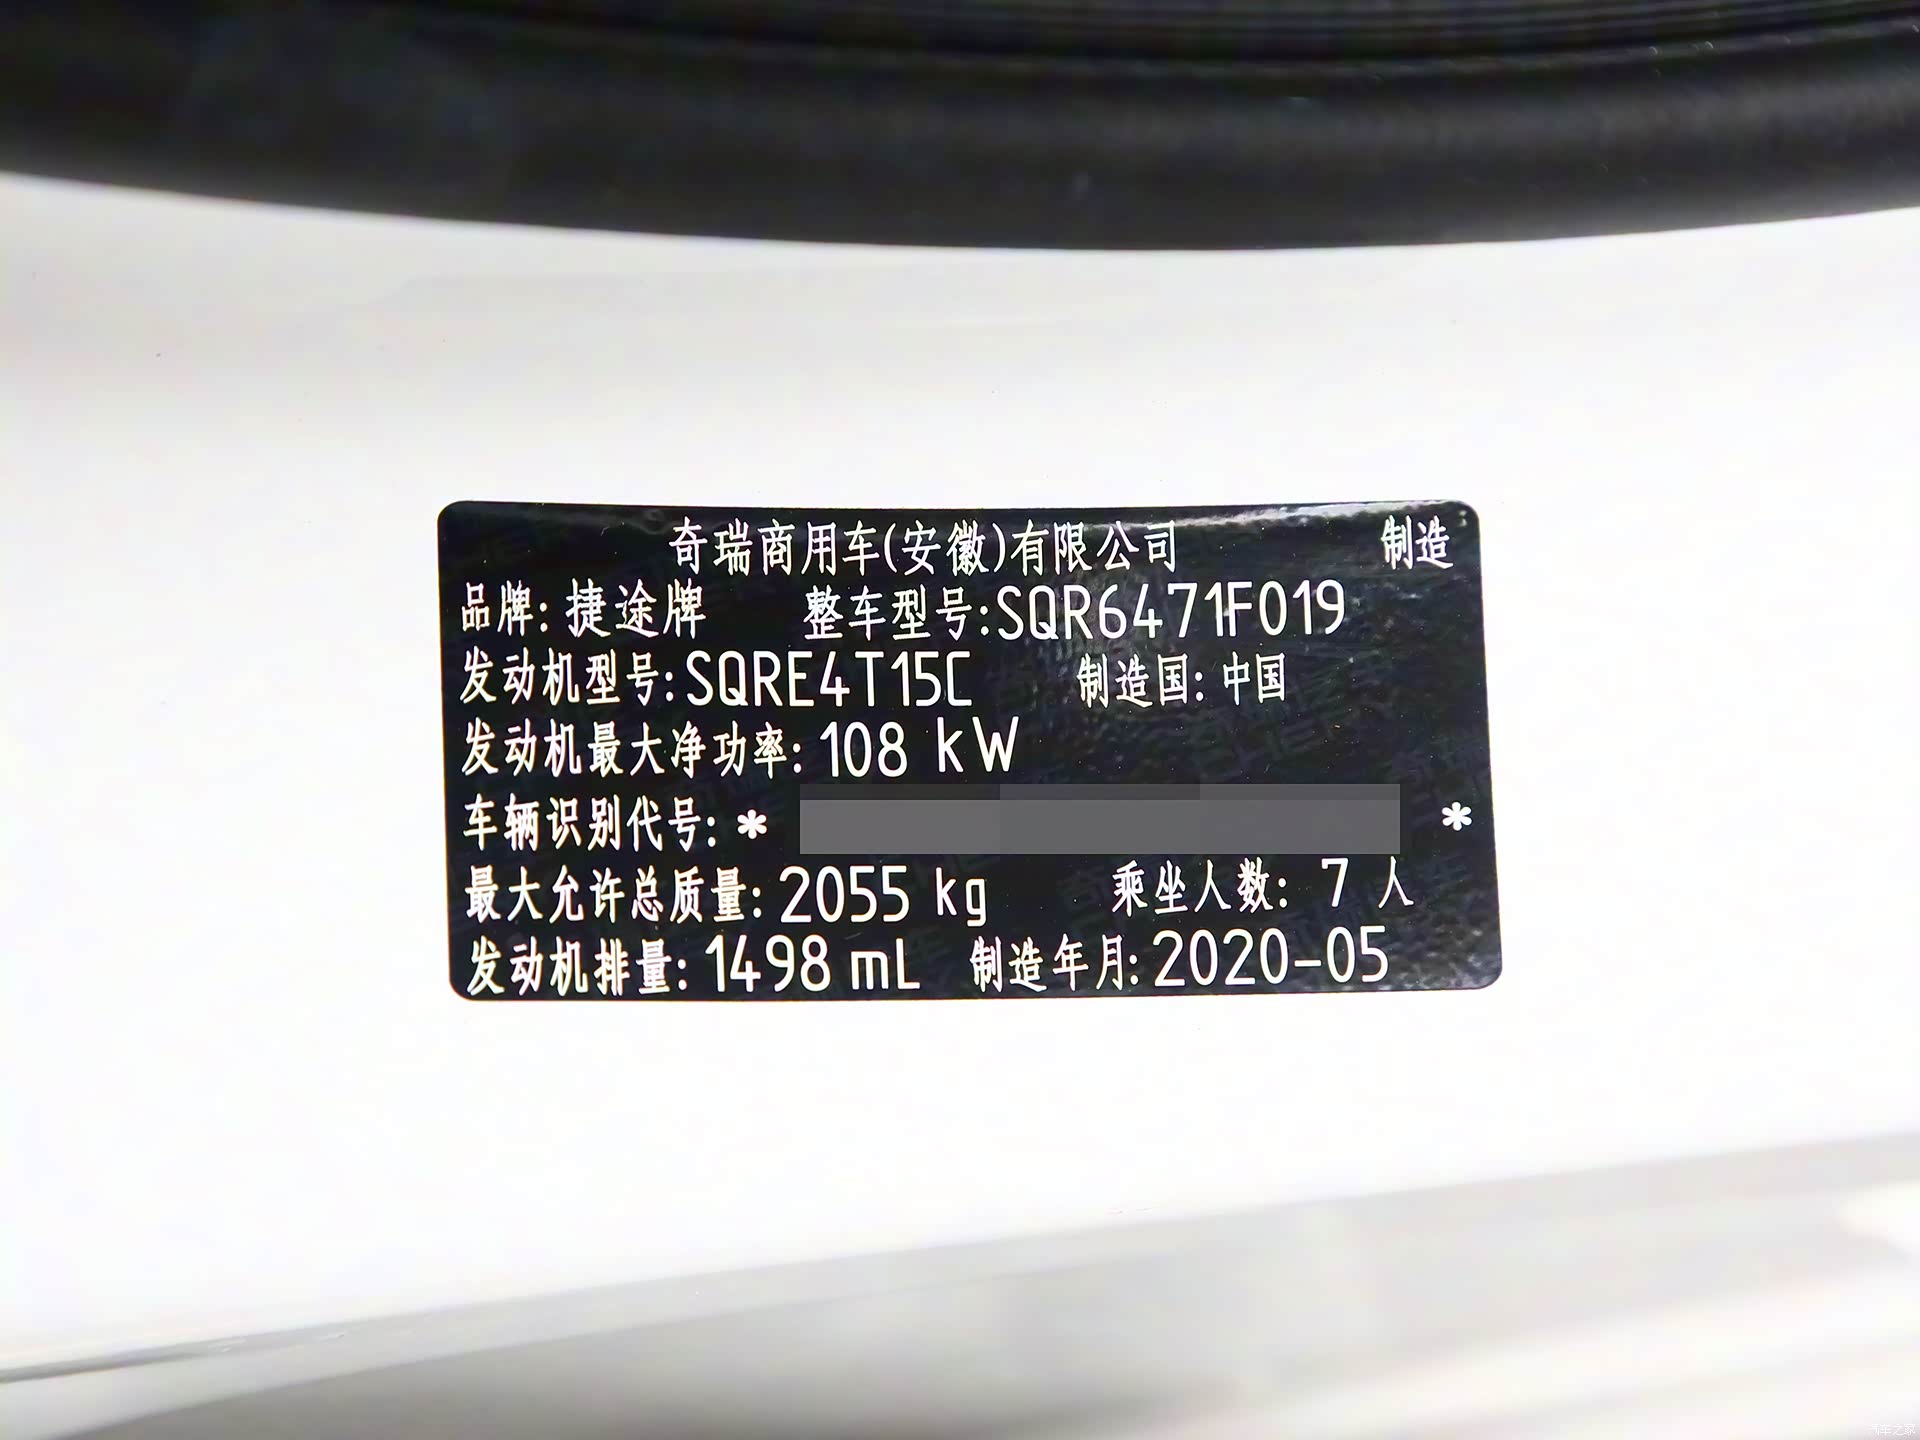 奇瑞商用车(安徽)有限公司 制造
品牌: 捷途牌 整车型号:SQR6471F019
发动机型号:SQRE4T15C 制造国: 中国
发动机最大净功率: 108 kW
车辆识别代号: * *
最大允许总质量: 2055 kg 乘坐人数: 7 人
发动机排量: 1498 mL 制造年月: 2020-05
汽车之家